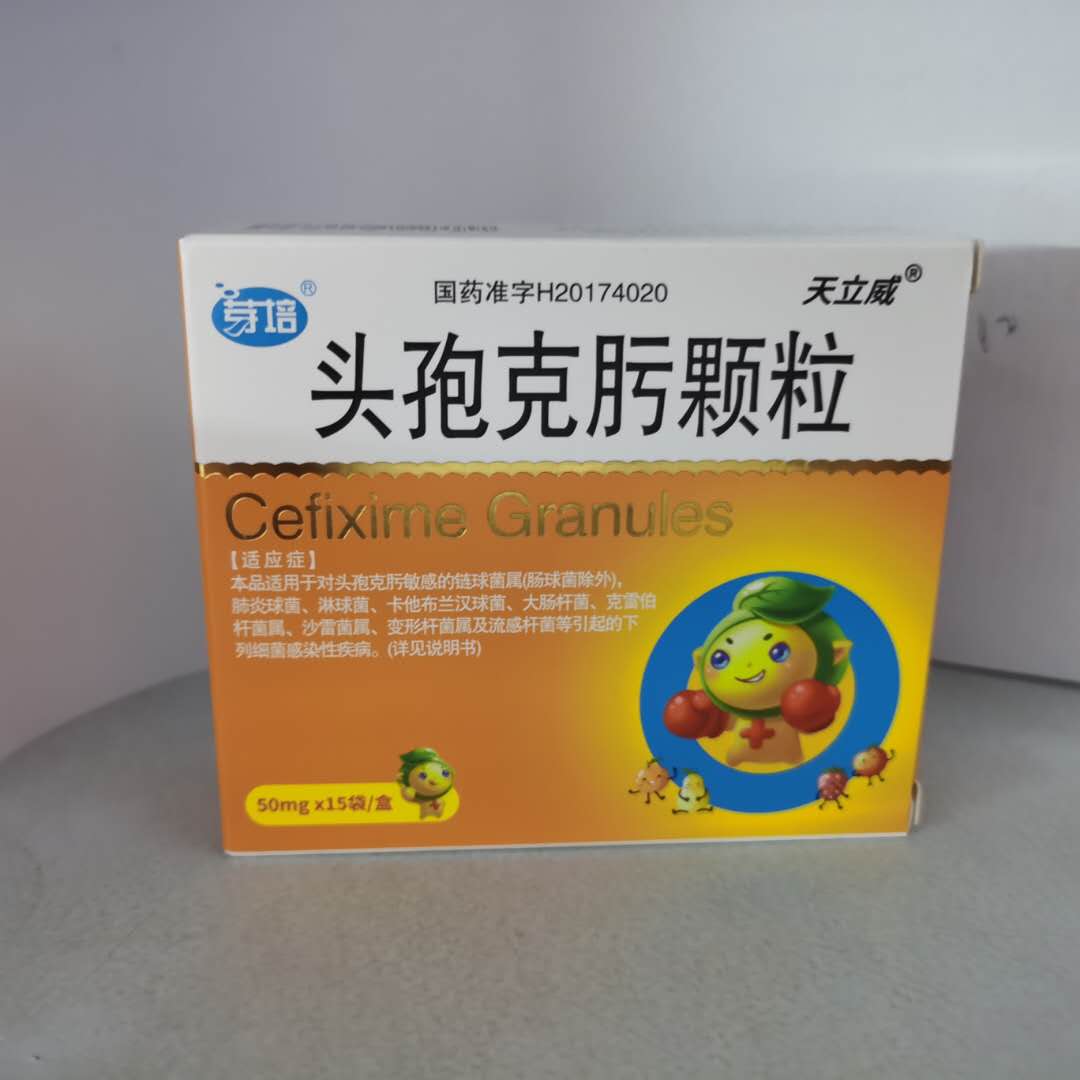 芽培®
国药准字H20174020
天立威®
头孢克肟颗粒
Cefixime Granules
【适应症】
本品适用于对头孢克肟敏感的链球菌属(肠球菌除外)，
肺炎球菌、淋球菌、卡他布兰汉球菌、大肠杆菌、克雷伯
杆菌属、沙雷菌属、变形杆菌属及流感杆菌等引起的下
列细菌感染性疾病。(详见说明书)
50mg x15袋/盒